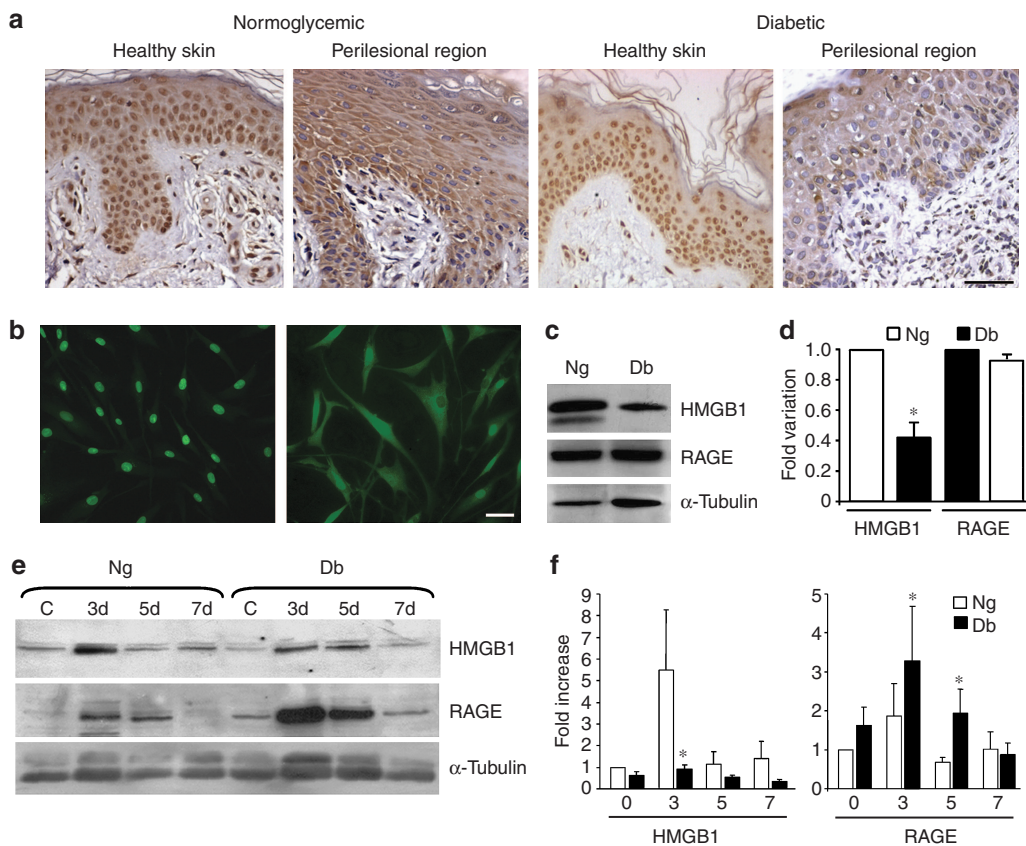 a
Normoglycemic Diabetic
Healthy skin Perilesional region Healthy skin Perilesional region
b
c
Ng Db
HMGB1
RAGE
α-Tubulin
d
Ng Db
1.0
0.8
0.6
0.4
0.2
0
Fold variation
HMGB1 RAGE
*
e
Ng Db
C 3d 5d 7d C 3d 5d 7d
HMGB1
RAGE
α-Tubulin
f
9
8
7
6
5
4
3
2
1
0
Fold increase
*
0 3 5 7
HMGB1
Ng
Db
5
4
3
2
1
0
* *
0 3 5 7
RAGE